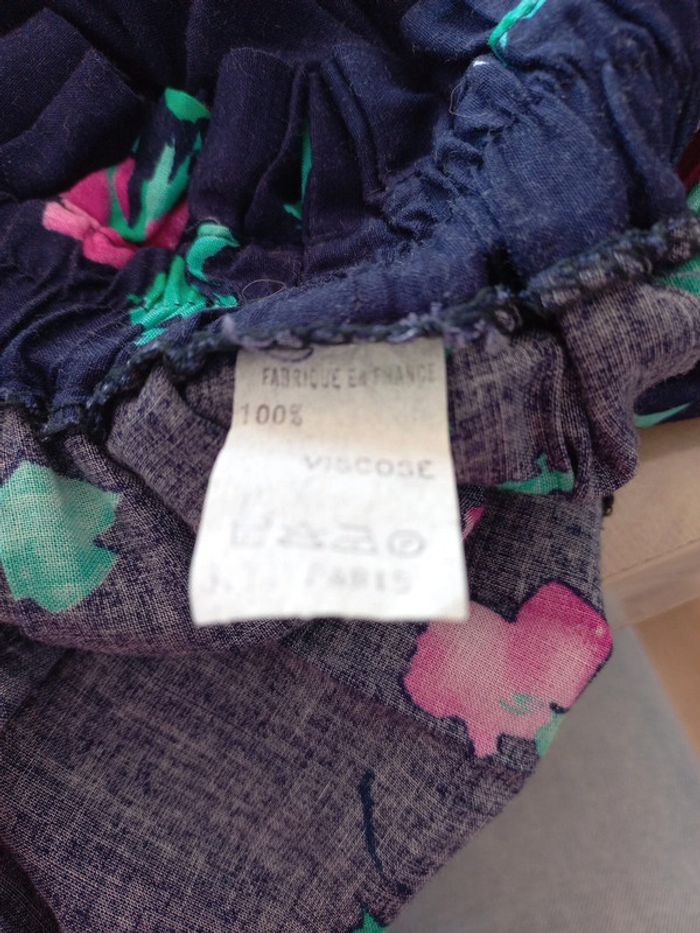 FABRIQUE EN FRANCE
100%
VISCOSE
PARIS